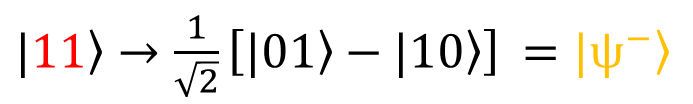 |11⟩ → 1/√2 [|01⟩ − |10⟩] = |ψ⁻⟩